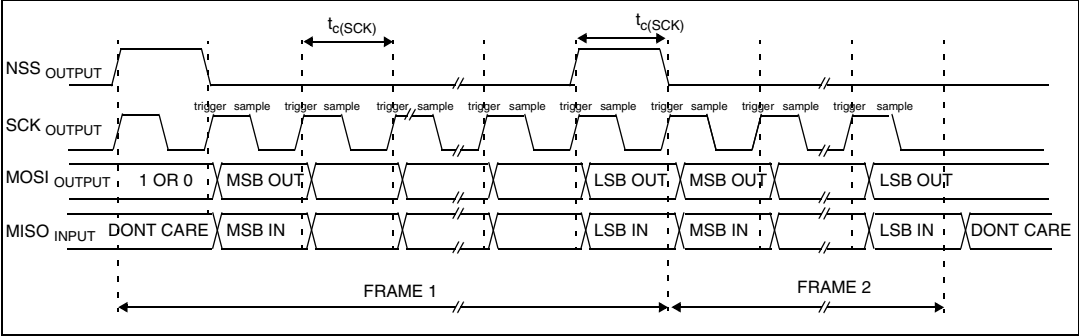 tc(SCK) tc(SCK)
NSS OUTPUT
trigger sample trigger sample trigger sample trigger sample trigger sample trigger sample trigger sample trigger sample
SCK OUTPUT
MOSI OUTPUT 1 OR 0 MSB OUT LSB OUT MSB OUT LSB OUT
MISO INPUT DONT CARE MSB IN LSB IN MSB IN LSB IN DONT CARE
FRAME 1 FRAME 2